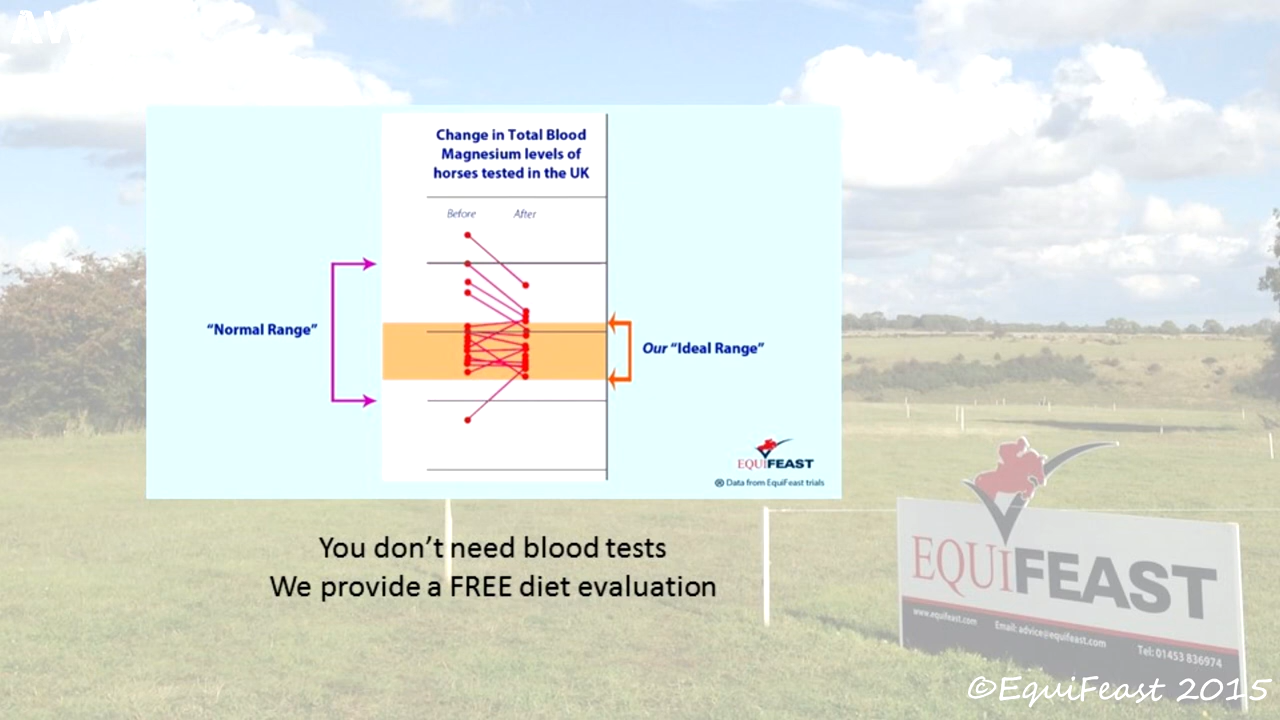 Change in Total Blood
Magnesium levels of
horses tested in the UK
Before After
"Normal Range"
Our "Ideal Range"
EQUIFEAST
Ⓡ Data from EquiFeast trials
You don't need blood tests
We provide a FREE diet evaluation
EQUIFEAST
www.equifeast.com Email: advice@equifeast.com Tel: 01453 836974
©EquiFeast 2015